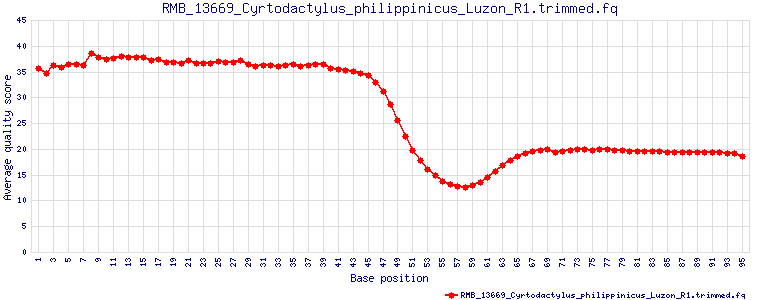 RMB_13669_Cyrtodactylus_philippinicus_Luzon_R1.trimmed.fq
45
40
35
30
25
20
15
10
5
0
Average quality score
1 3 5 7 9 11 13 15 17 19 21 23 25 27 29 31 33 35 37 39 41 43 45 47 49 51 53 55 57 59 61 63 65 67 69 71 73 75 77 79 81 83 85 87 89 91 93 95
Base position
RMB_13669_Cyrtodactylus_philippinicus_Luzon_R1.trimmed.fq